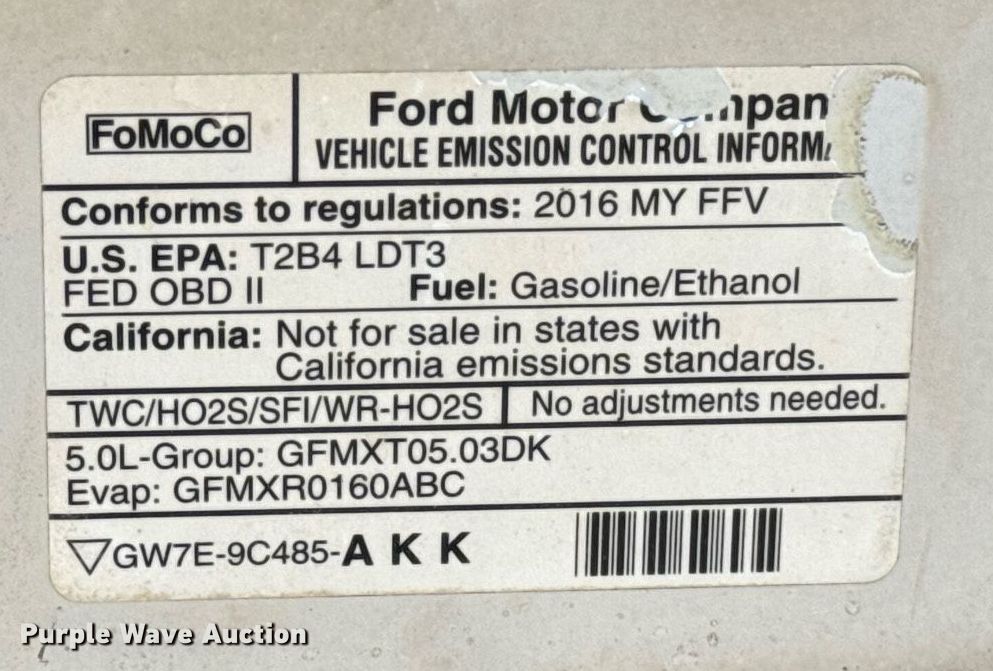 FoMoCo
Ford Motor
VEHICLE EMISSION CONTROL
Conforms to regulations: 2016 MY FFV
U.S. EPA: T2B4 LDT3
FED OBD II Fuel: Gasoline/Ethanol
California: Not for sale in states with
California emissions standards.
TWC/HO2S/SFI/WR-HO2S No adjustments needed.
5.0L-Group: GFMXT05.03DK
Evap: GFMXR0160ABC
GW7E-9C485-A K K
Purple Wave Auction